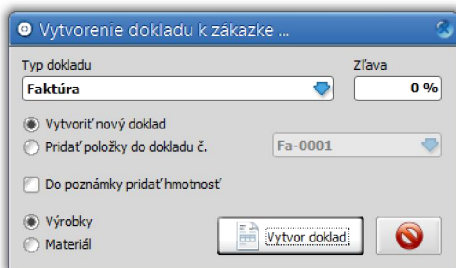 Vytvorenie dokladu k zákazke ...
Typ dokladu
Zľava
Faktúra
0 %
Vytvoriť nový doklad
Pridať položky do dokladu č.
Fa-0001
Do poznámky pridať hmotnosť
Výrobky
Materiál
Vytvor doklad